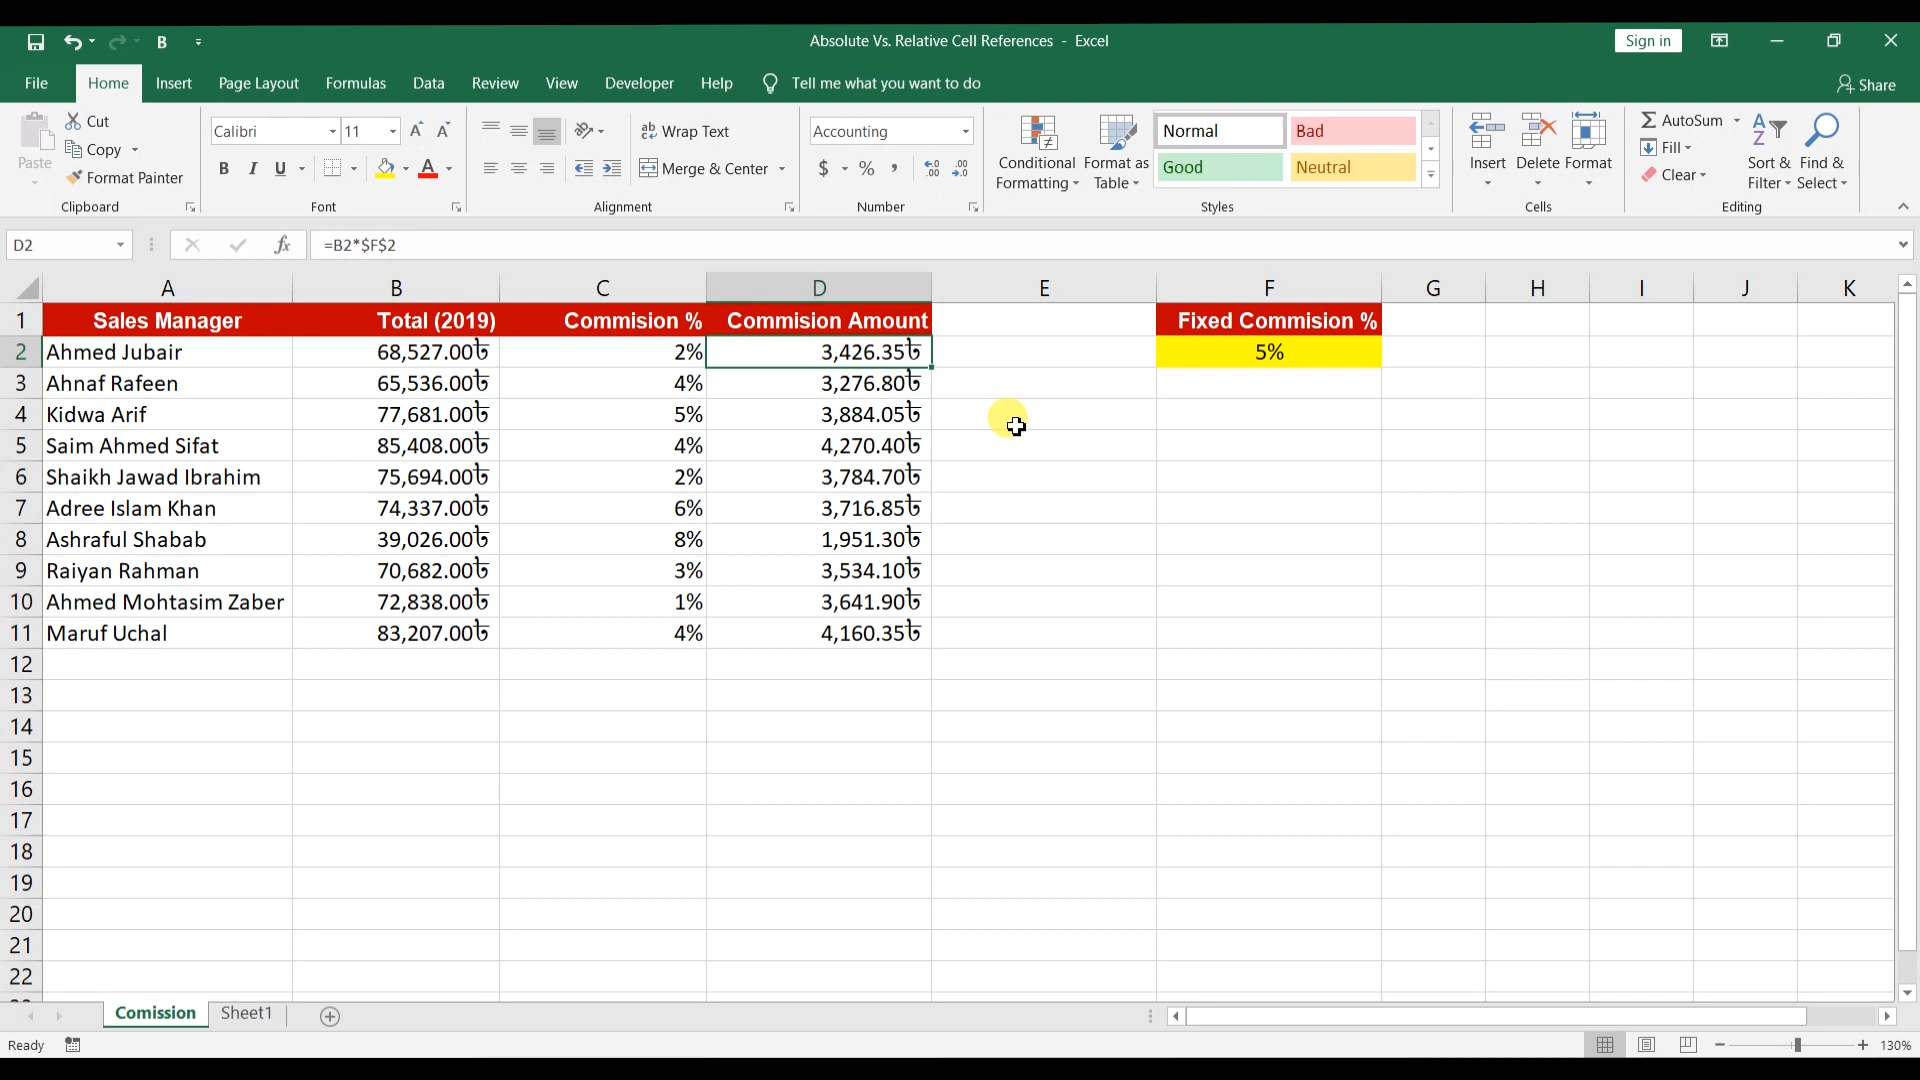 B
Absolute Vs. Relative Cell References - Excel
Sign in
File Home Insert Page Layout Formulas Data Review View Developer Help Tell me what you want to do
Share
Paste
Cut
Copy
Format Painter
Clipboard
Calibri 11
B I U
Font
Wrap Text
Merge & Center
Alignment
Accounting
$ % ,
Number
Conditional Formatting
Format as Table
Normal Bad
Good Neutral
Styles
Insert Delete Format
Cells
AutoSum
Fill
Clear
Sort & Filter
Find & Select
Editing
D2 fx =B2*$F$2
A B C D E F G H I J K
1 Sales Manager Total (2019) Commision % Commision Amount Fixed Commision %
2 Ahmed Jubair 68,527.00৳ 2% 3,426.35৳ 5%
3 Ahnaf Rafeen 65,536.00৳ 4% 3,276.80৳
4 Kidwa Arif 77,681.00৳ 5% 3,884.05৳
5 Saim Ahmed Sifat 85,408.00৳ 4% 4,270.40৳
6 Shaikh Jawad Ibrahim 75,694.00৳ 2% 3,784.70৳
7 Adree Islam Khan 74,337.00৳ 6% 3,716.85৳
8 Ashraful Shabab 39,026.00৳ 8% 1,951.30৳
9 Raiyan Rahman 70,682.00৳ 3% 3,534.10৳
10 Ahmed Mohtasim Zaber 72,838.00৳ 1% 3,641.90৳
11 Maruf Uchal 83,207.00৳ 4% 4,160.35৳
12
13
14
15
16
17
18
19
20
21
22
Comission Sheet1
Ready
130%